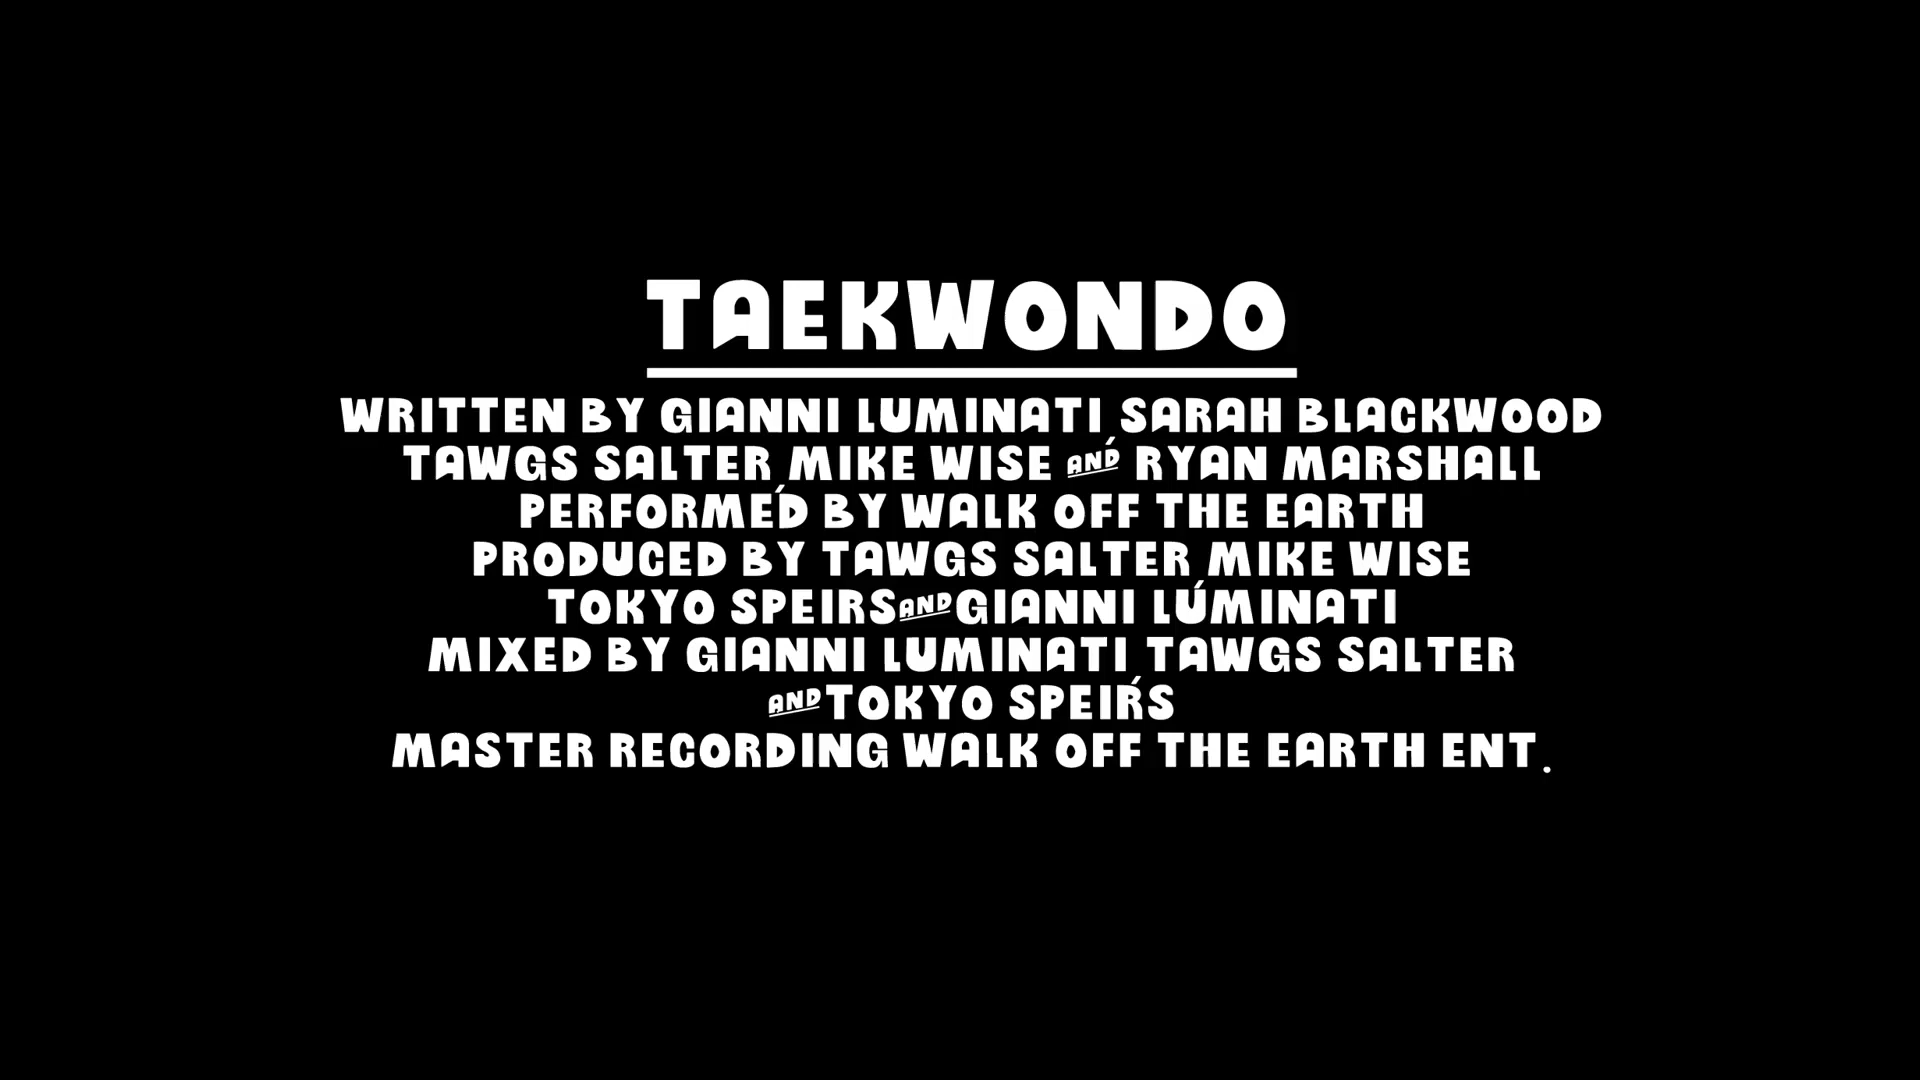 TAEKWONDO
WRITTEN BY GIANNI LUMINATI, SARAH BLACKWOOD
TAWGS SALTER, MIKE WISE AND RYAN MARSHALL
PERFORMED BY WALK OFF THE EARTH
PRODUCED BY TAWGS SALTER, MIKE WISE
TOKYO SPEIRS AND GIANNI LUMINATI
MIXED BY GIANNI LUMINATI, TAWGS SALTER
AND TOKYO SPEIRS
MASTER RECORDING WALK OFF THE EARTH ENT.